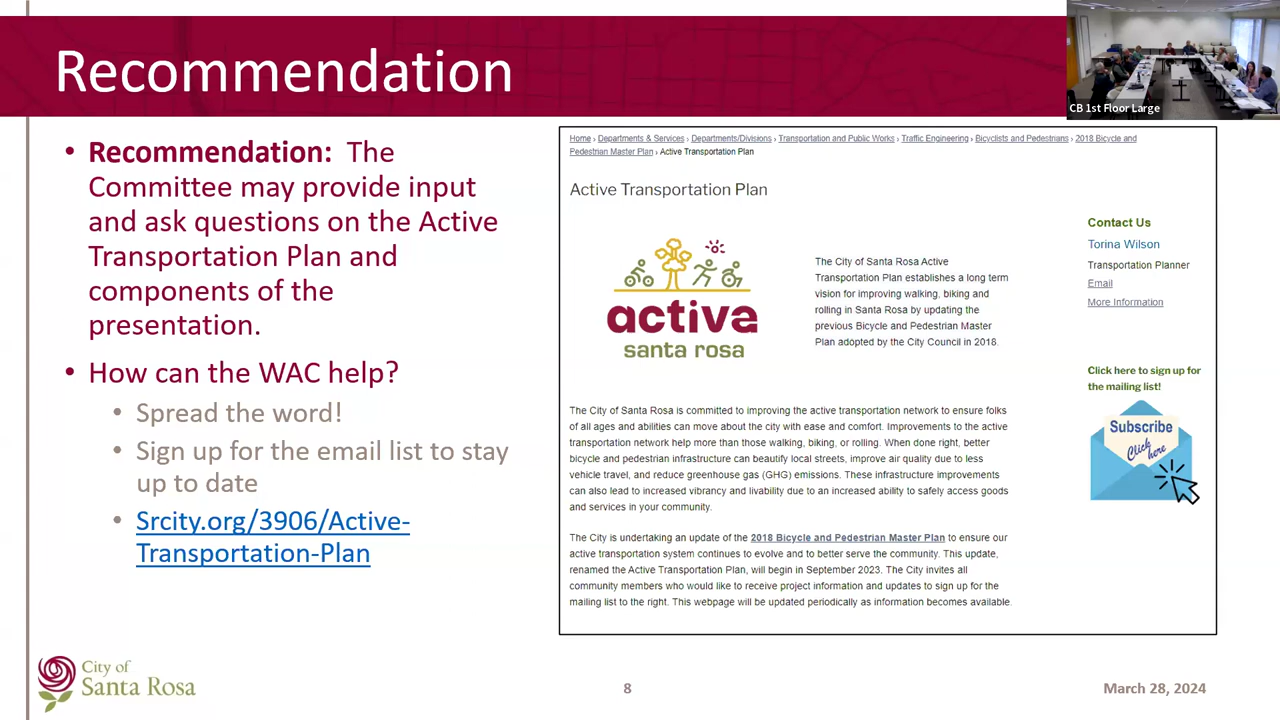 Recommendation
CB 1st Floor Large
• Recommendation: The
Committee may provide input
and ask questions on the Active
Transportation Plan and
components of the
presentation.
• How can the WAC help?
• Spread the word!
• Sign up for the email list to stay
up to date
• Srcity.org/3906/Active-
Transportation-Plan
Home › Departments & Services › Departments/Divisions › Transportation and Public Works › Traffic Engineering › Bicyclists and Pedestrians › 2018 Bicycle and
Pedestrian Master Plan › Active Transportation Plan
Active Transportation Plan
active
santa rosa
The City of Santa Rosa Active
Transportation Plan establishes a long term
vision for improving walking, biking and
rolling in Santa Rosa by updating the
previous Bicycle and Pedestrian Master
Plan adopted by the City Council in 2018.
The City of Santa Rosa is committed to improving the active transportation network to ensure folks
of all ages and abilities can move about the city with ease and comfort. Improvements to the active
transportation network help more than those walking, biking, or rolling. When done right, better
bicycle and pedestrian infrastructure can beautify local streets, improve air quality due to less
vehicle travel, and reduce greenhouse gas (GHG) emissions. These infrastructure improvements
can also lead to increased vibrancy and livability due to an increased ability to safely access goods
and services in your community.
The City is undertaking an update of the 2018 Bicycle and Pedestrian Master Plan to ensure our
active transportation system continues to evolve and to better serve the community. This update,
renamed the Active Transportation Plan, will begin in September 2023. The City invites all
community members who would like to receive project information and updates to sign up for the
mailing list to the right. This webpage will be updated periodically as information becomes available.
Contact Us
Torina Wilson
Transportation Planner
Email
More Information
Click here to sign up for
the mailing list!
Subscribe
Click here
City of
Santa Rosa
8
March 28, 2024